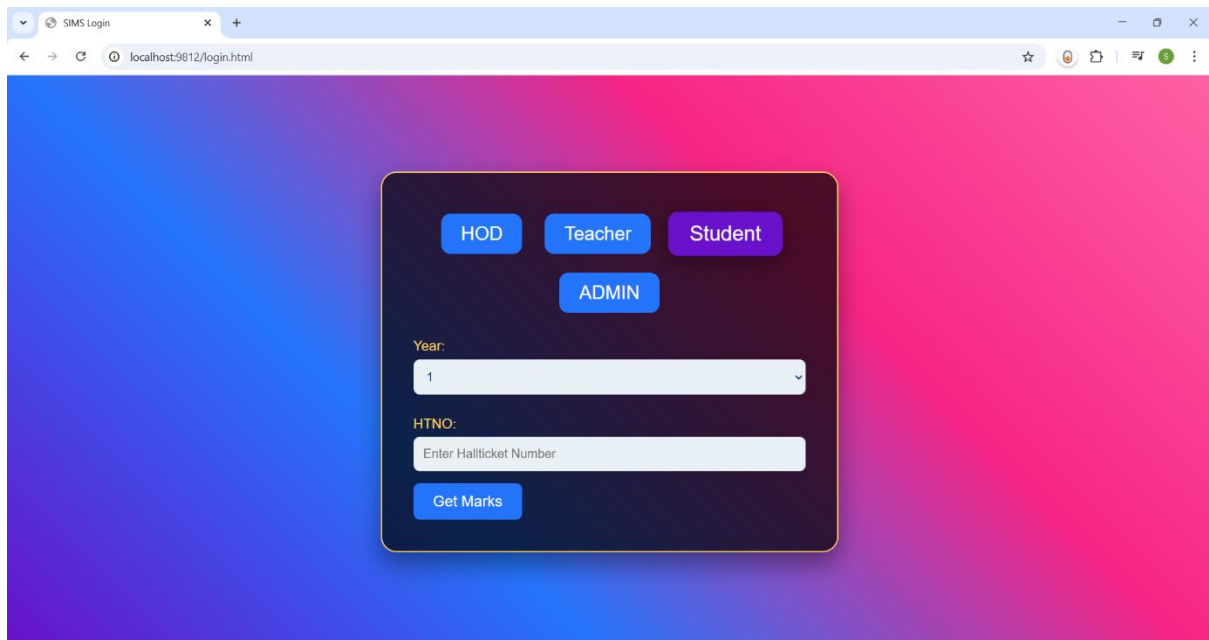 SIMS Login
localhost:9812/login.html
S
HOD Teacher Student
ADMIN
Year:
1
HTNO:
Enter Hallticket Number
Get Marks